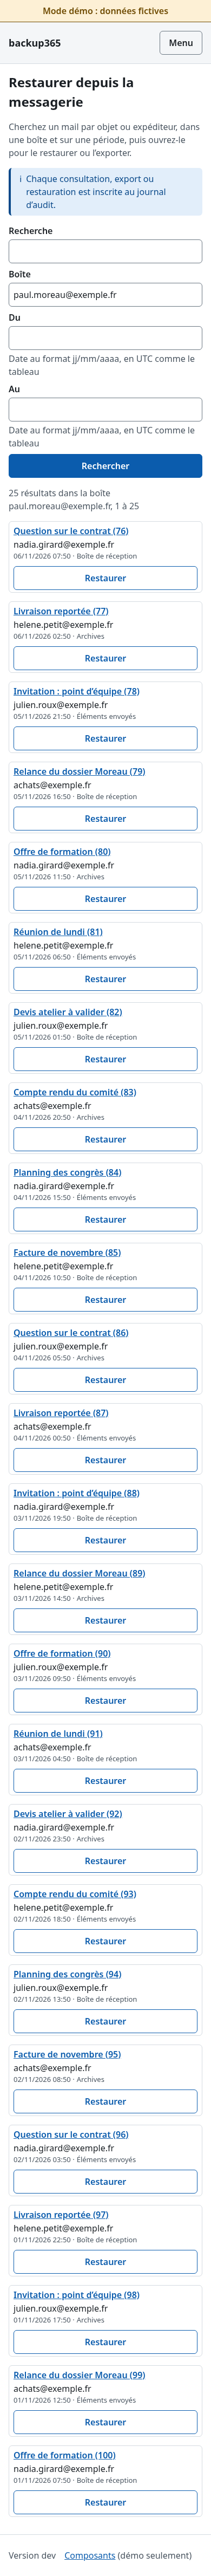 Mode démo : données fictives
backup365
Menu
Restaurer depuis la
messagerie
Cherchez un mail par objet ou expéditeur, dans
une boîte et sur une période, puis ouvrez-le
pour le restaurer ou l’exporter.
i Chaque consultation, export ou
restauration est inscrite au journal
d’audit.
Recherche
Boîte
paul.moreau@exemple.fr
Du
Date au format jj/mm/aaaa, en UTC comme le
tableau
Au
Date au format jj/mm/aaaa, en UTC comme le
tableau
Rechercher
25 résultats dans la boîte
paul.moreau@exemple.fr, 1 à 25
Question sur le contrat (76)
nadia.girard@exemple.fr
06/11/2026 07:50 · Boîte de réception
Restaurer
Livraison reportée (77)
helene.petit@exemple.fr
06/11/2026 02:50 · Archives
Restaurer
Invitation : point d’équipe (78)
julien.roux@exemple.fr
05/11/2026 21:50 · Éléments envoyés
Restaurer
Relance du dossier Moreau (79)
achats@exemple.fr
05/11/2026 16:50 · Boîte de réception
Restaurer
Offre de formation (80)
nadia.girard@exemple.fr
05/11/2026 11:50 · Archives
Restaurer
Réunion de lundi (81)
helene.petit@exemple.fr
05/11/2026 06:50 · Éléments envoyés
Restaurer
Devis atelier à valider (82)
julien.roux@exemple.fr
05/11/2026 01:50 · Boîte de réception
Restaurer
Compte rendu du comité (83)
achats@exemple.fr
04/11/2026 20:50 · Archives
Restaurer
Planning des congrès (84)
nadia.girard@exemple.fr
04/11/2026 15:50 · Éléments envoyés
Restaurer
Facture de novembre (85)
helene.petit@exemple.fr
04/11/2026 10:50 · Boîte de réception
Restaurer
Question sur le contrat (86)
julien.roux@exemple.fr
04/11/2026 05:50 · Archives
Restaurer
Livraison reportée (87)
achats@exemple.fr
04/11/2026 00:50 · Éléments envoyés
Restaurer
Invitation : point d’équipe (88)
nadia.girard@exemple.fr
03/11/2026 19:50 · Boîte de réception
Restaurer
Relance du dossier Moreau (89)
helene.petit@exemple.fr
03/11/2026 14:50 · Archives
Restaurer
Offre de formation (90)
julien.roux@exemple.fr
03/11/2026 09:50 · Éléments envoyés
Restaurer
Réunion de lundi (91)
achats@exemple.fr
03/11/2026 04:50 · Boîte de réception
Restaurer
Devis atelier à valider (92)
nadia.girard@exemple.fr
02/11/2026 23:50 · Archives
Restaurer
Compte rendu du comité (93)
helene.petit@exemple.fr
02/11/2026 18:50 · Éléments envoyés
Restaurer
Planning des congrès (94)
julien.roux@exemple.fr
02/11/2026 13:50 · Boîte de réception
Restaurer
Facture de novembre (95)
achats@exemple.fr
02/11/2026 08:50 · Archives
Restaurer
Question sur le contrat (96)
nadia.girard@exemple.fr
02/11/2026 03:50 · Éléments envoyés
Restaurer
Livraison reportée (97)
helene.petit@exemple.fr
01/11/2026 22:50 · Boîte de réception
Restaurer
Invitation : point d’équipe (98)
julien.roux@exemple.fr
01/11/2026 17:50 · Archives
Restaurer
Relance du dossier Moreau (99)
achats@exemple.fr
01/11/2026 12:50 · Éléments envoyés
Restaurer
Offre de formation (100)
nadia.girard@exemple.fr
01/11/2026 07:50 · Boîte de réception
Restaurer
Version dev Composants (démo seulement)